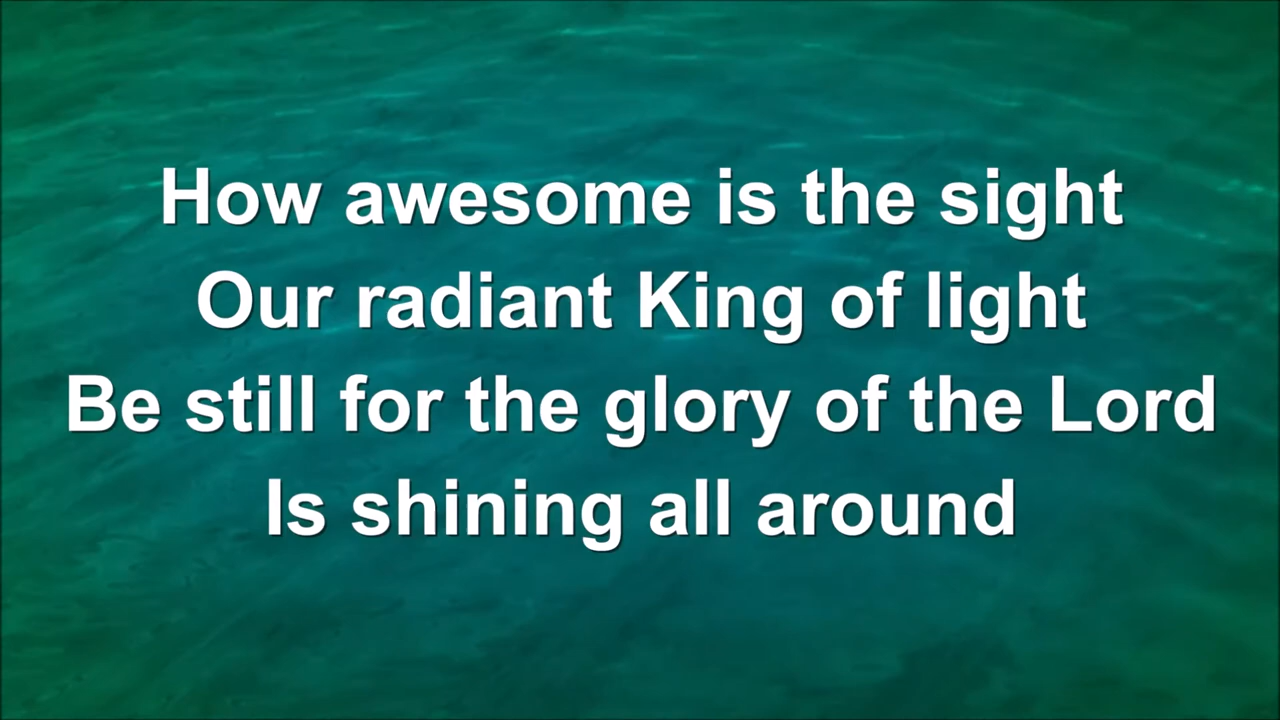 How awesome is the sight
Our radiant King of light
Be still for the glory of the Lord
Is shining all around